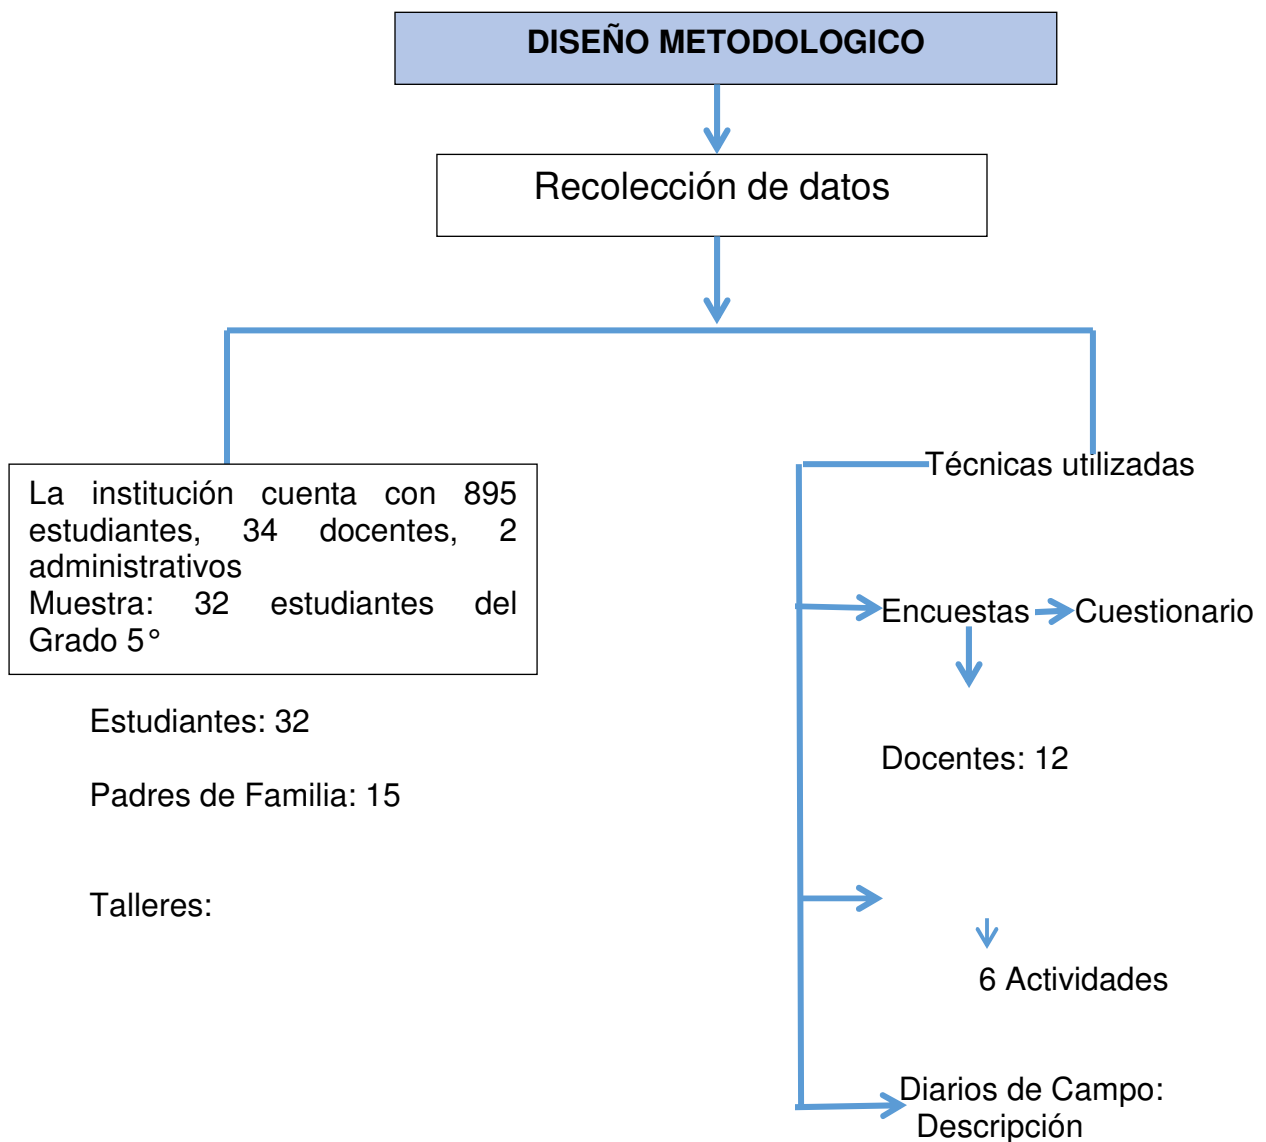 DISEÑO METODOLOGICO
Recolección de datos
La institución cuenta con 895
estudiantes, 34 docentes, 2
administrativos
Muestra: 32 estudiantes del
Grado 5°
Estudiantes: 32
Padres de Familia: 15
Talleres:
Técnicas utilizadas
Encuestas
Cuestionario
Docentes: 12
6 Actividades
Diarios de Campo:
Descripción